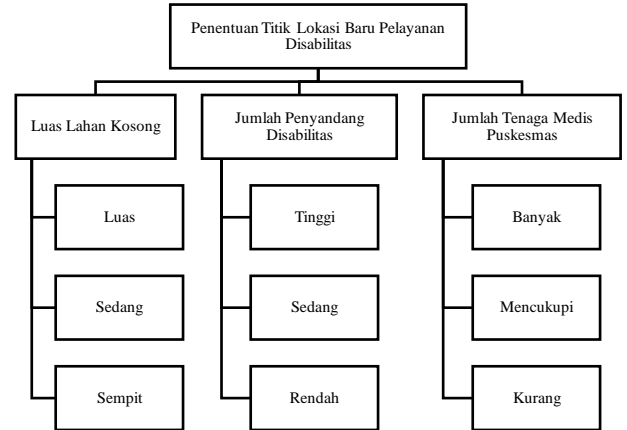 Penentuan Titik Lokasi Baru Pelayanan
Disabilitas
Luas Lahan Kosong
Jumlah Penyandang
Disabilitas
Jumlah Tenaga Medis
Puskesmas
Luas
Tinggi
Banyak
Sedang
Sedang
Mencukupi
Sempit
Rendah
Kurang